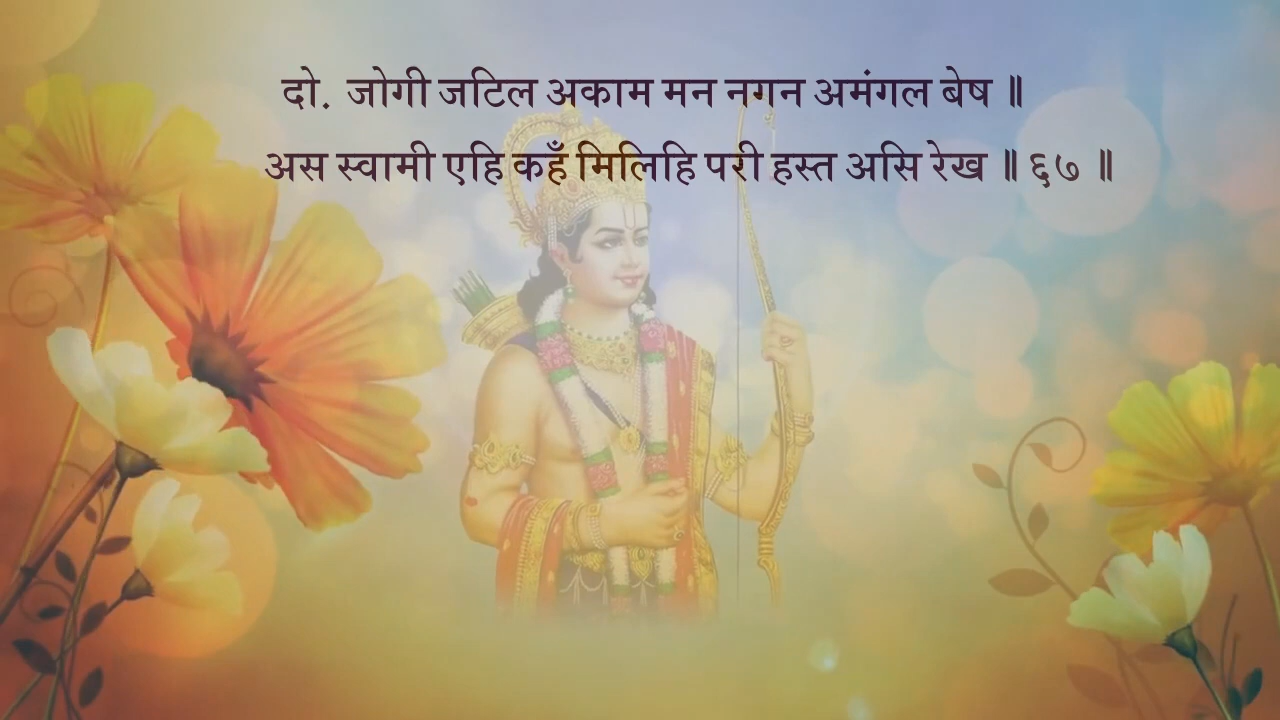 दो. जोगी जटिल अकाम मन नगन अमंगल बेष ॥
अस स्वामी एहि कहँ मिलिहि परी हस्त असि रेख ॥ ६७ ॥